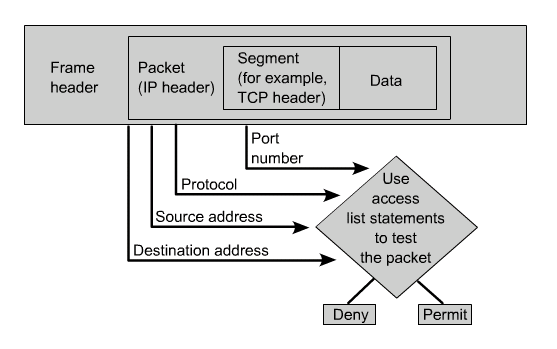 Frame
header
Packet
(IP header)
Segment
(for example,
TCP header)
Data
Port
number
Protocol
Source address
Destination address
Use
access
list statements
to test
the packet
Deny
Permit